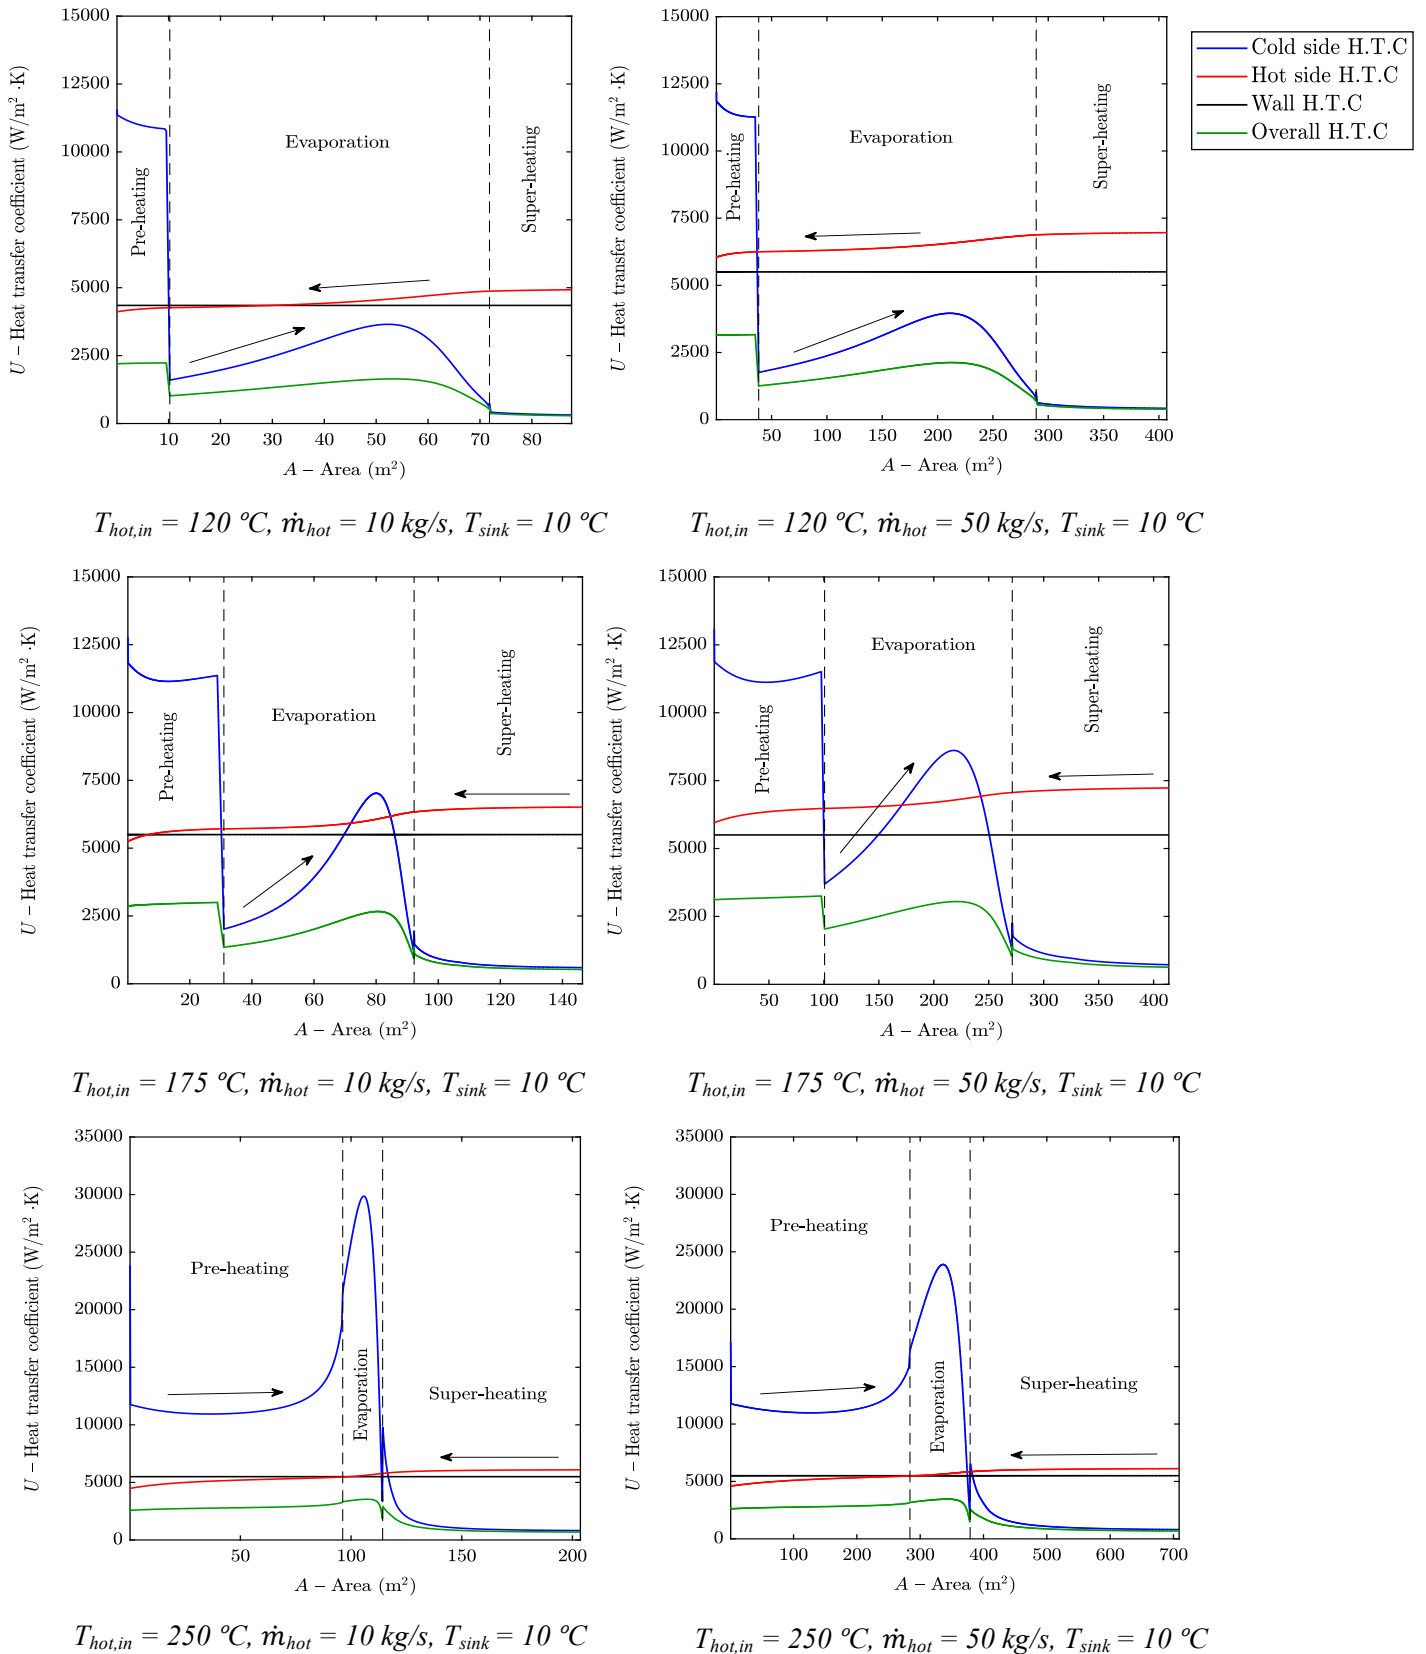 15000
12500
10000
7500
5000
2500
0
10 20 30 40 50 60 70 80
U – Heat transfer coefficient (W/m² ·K)
A – Area (m²)
Pre-heating
Evaporation
Super-heating
T_hot,in = 120 ºC, ṁ_hot = 10 kg/s, T_sink = 10 ºC
15000
12500
10000
7500
5000
2500
0
50 100 150 200 250 300 350 400
U – Heat transfer coefficient (W/m² ·K)
A – Area (m²)
Pre-heating
Evaporation
Super-heating
T_hot,in = 120 ºC, ṁ_hot = 50 kg/s, T_sink = 10 ºC
Cold side H.T.C
Hot side H.T.C
Wall H.T.C
Overall H.T.C
15000
12500
10000
7500
5000
2500
0
20 40 60 80 100 120 140
U – Heat transfer coefficient (W/m² ·K)
A – Area (m²)
Pre-heating
Evaporation
Super-heating
T_hot,in = 175 ºC, ṁ_hot = 10 kg/s, T_sink = 10 ºC
15000
12500
10000
7500
5000
2500
0
50 100 150 200 250 300 350 400
U – Heat transfer coefficient (W/m² ·K)
A – Area (m²)
Pre-heating
Evaporation
Super-heating
T_hot,in = 175 ºC, ṁ_hot = 50 kg/s, T_sink = 10 ºC
35000
30000
25000
20000
15000
10000
5000
0
50 100 150 200
U – Heat transfer coefficient (W/m² ·K)
A – Area (m²)
Pre-heating
Evaporation
Super-heating
T_hot,in = 250 ºC, ṁ_hot = 10 kg/s, T_sink = 10 ºC
35000
30000
25000
20000
15000
10000
5000
0
100 200 300 400 500 600 700
U – Heat transfer coefficient (W/m² ·K)
A – Area (m²)
Pre-heating
Evaporation
Super-heating
T_hot,in = 250 ºC, ṁ_hot = 50 kg/s, T_sink = 10 ºC